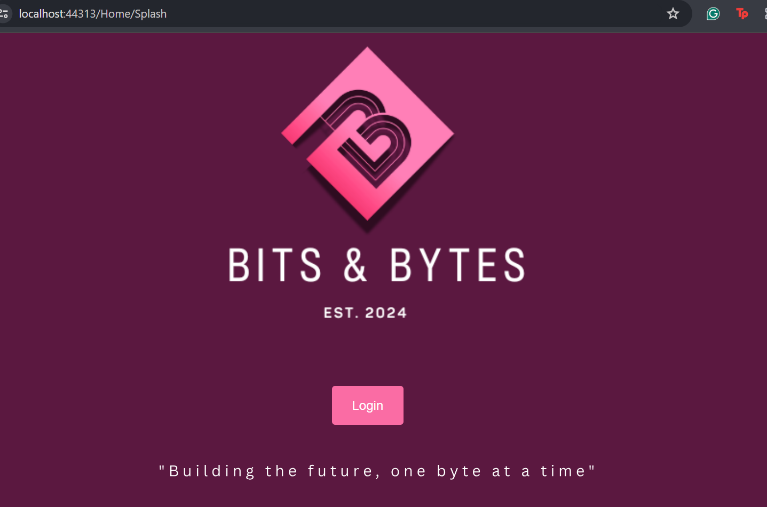 localhost:44313/Home/Splash
BITS & BYTES
EST. 2024
Login
"Building the future, one byte at a time"